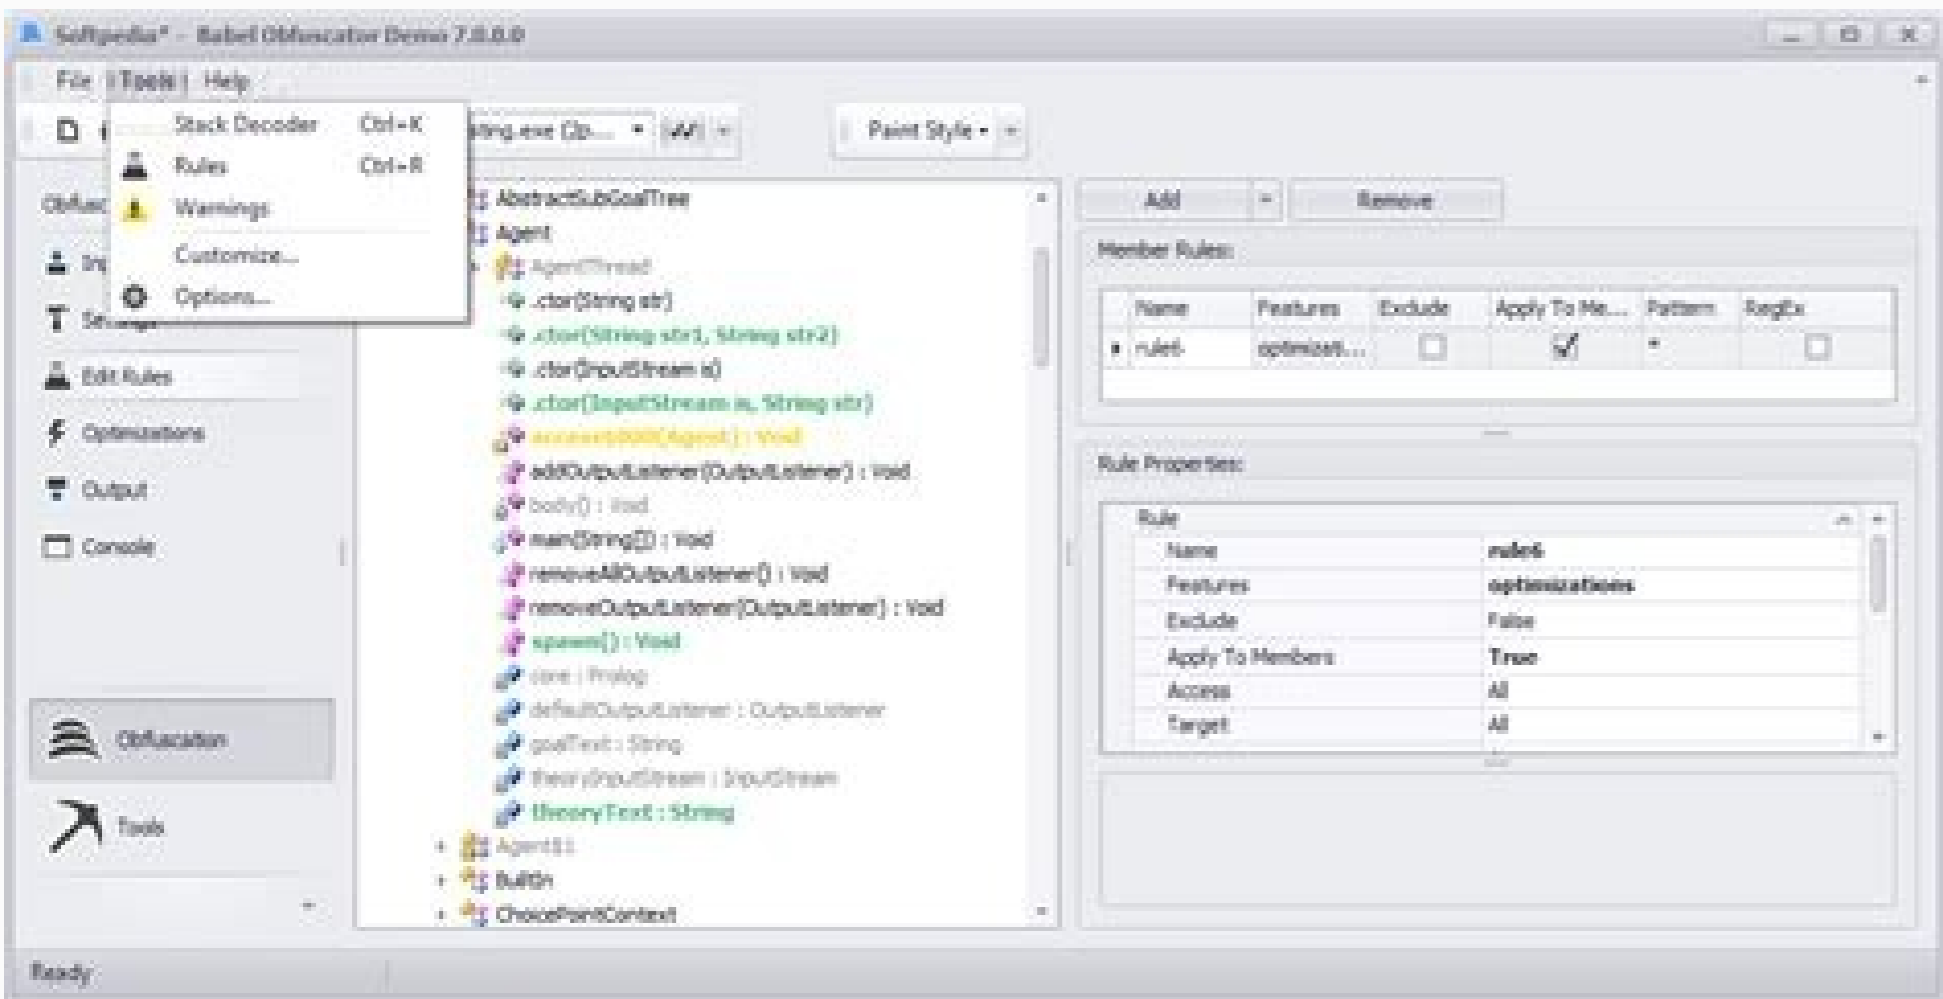 Softpedia* - Babel Obfuscator Demo 7.0.0.0
File Tools Help
Stack Decoder Ctrl+K
Rules Ctrl+R
Warnings
Customize...
Options...
Paint Style
Edit Rules
Optimizations
Output
Console
Obfuscation
Tools
AbstractSubGoalTree
Agent
AgentThread
.ctor(String str)
.ctor(String str1, String str2)
.ctor(InputStream is)
.ctor(InputStream is, String str)
addOutputListener(OutputListener) : Void
body() : Void
main(String[]) : Void
removeAllOutputListener() : Void
removeOutputListener(OutputListener) : Void
spawn() : Void
core : Prolog
defaultOutputListener : OutputListener
goalText : String
theoryInputStream : InputStream
theoryText : String
Agent$1
BuiltIn
ChoicePointContext
Add Remove
Member Rules:
Name Features Exclude Apply To Me... Pattern RegEx
rule6 optimizati... *
Rule Properties:
Rule
Name rule6
Features optimizations
Exclude False
Apply To Members True
Access All
Target All
Ready